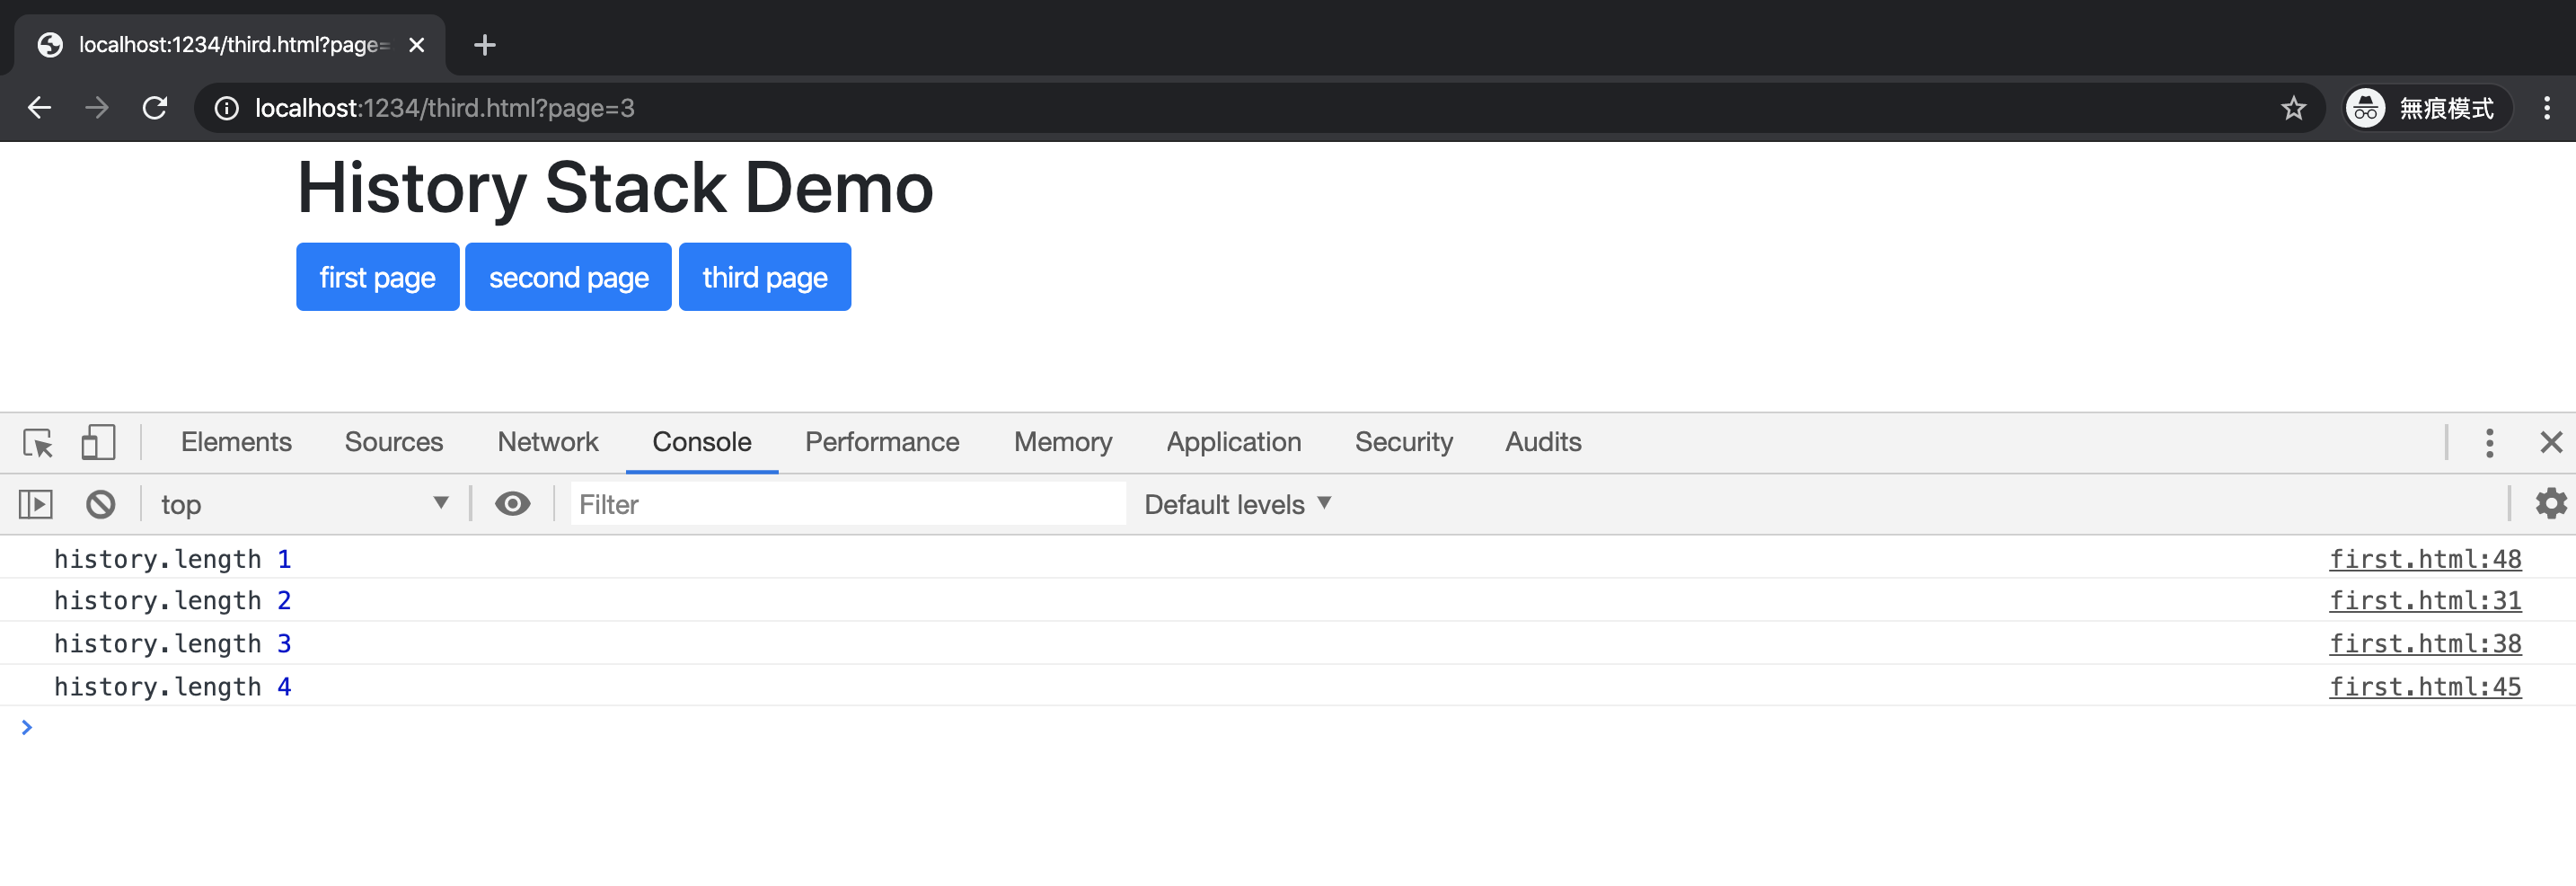 localhost:1234/third.html?page=
localhost:1234/third.html?page=3
無痕模式
History Stack Demo
first page second page third page
Elements Sources Network Console Performance Memory Application Security Audits
top Filter Default levels
history.length 1 first.html:48
history.length 2 first.html:31
history.length 3 first.html:38
history.length 4 first.html:45